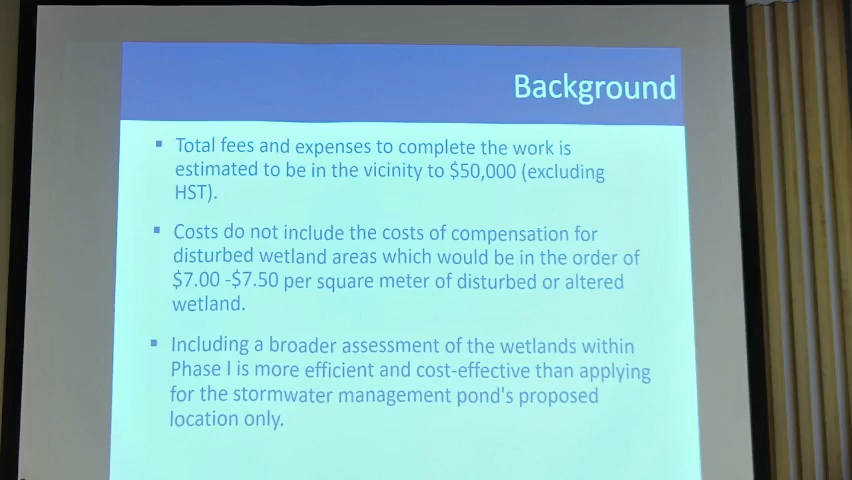 Background
▪ Total fees and expenses to complete the work is
estimated to be in the vicinity to $50,000 (excluding
HST).
▪ Costs do not include the costs of compensation for
disturbed wetland areas which would be in the order of
$7.00 -$7.50 per square meter of disturbed or altered
wetland.
▪ Including a broader assessment of the wetlands within
Phase I is more efficient and cost-effective than applying
for the stormwater management pond's proposed
location only.